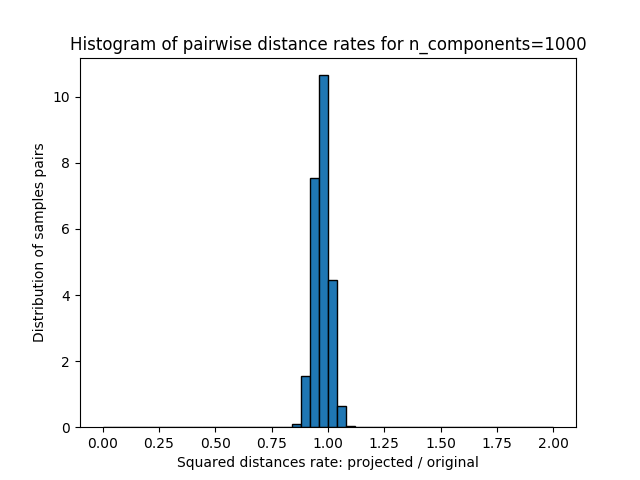 Histogram of pairwise distance rates for n_components=1000
Distribution of samples pairs
10
8
6
4
2
0
0.00 0.25 0.50 0.75 1.00 1.25 1.50 1.75 2.00
Squared distances rate: projected / original